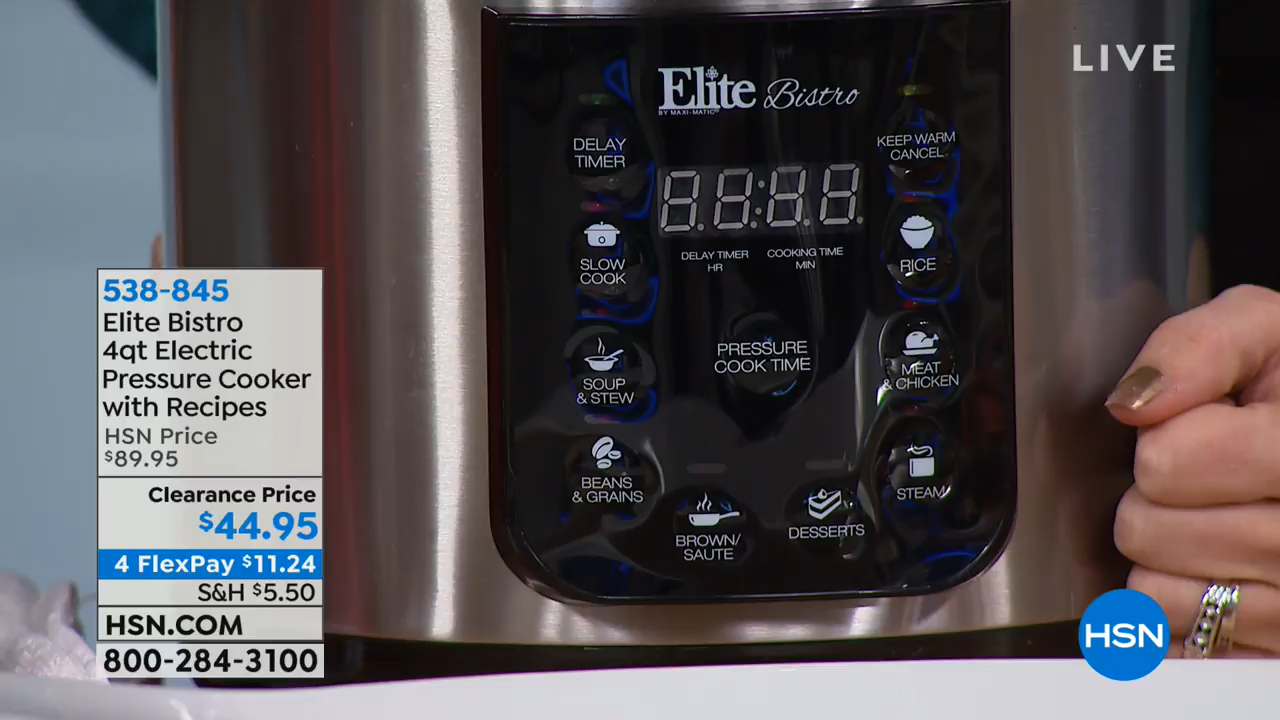 LIVE
Elite Bistro
BY MAXI-MATIC®
DELAY
TIMER
KEEP WARM
CANCEL
DELAY TIMER
HR
COOKING TIME
MIN
SLOW
COOK
RICE
PRESSURE
COOK TIME
SOUP
& STEW
MEAT
& CHICKEN
BEANS
& GRAINS
STEAM
BROWN/
SAUTE
DESSERTS
538-845
Elite Bistro
4qt Electric
Pressure Cooker
with Recipes
HSN Price
$89.95
Clearance Price
$44.95
4 FlexPay $11.24
S&H $5.50
HSN.COM
800-284-3100
HSN